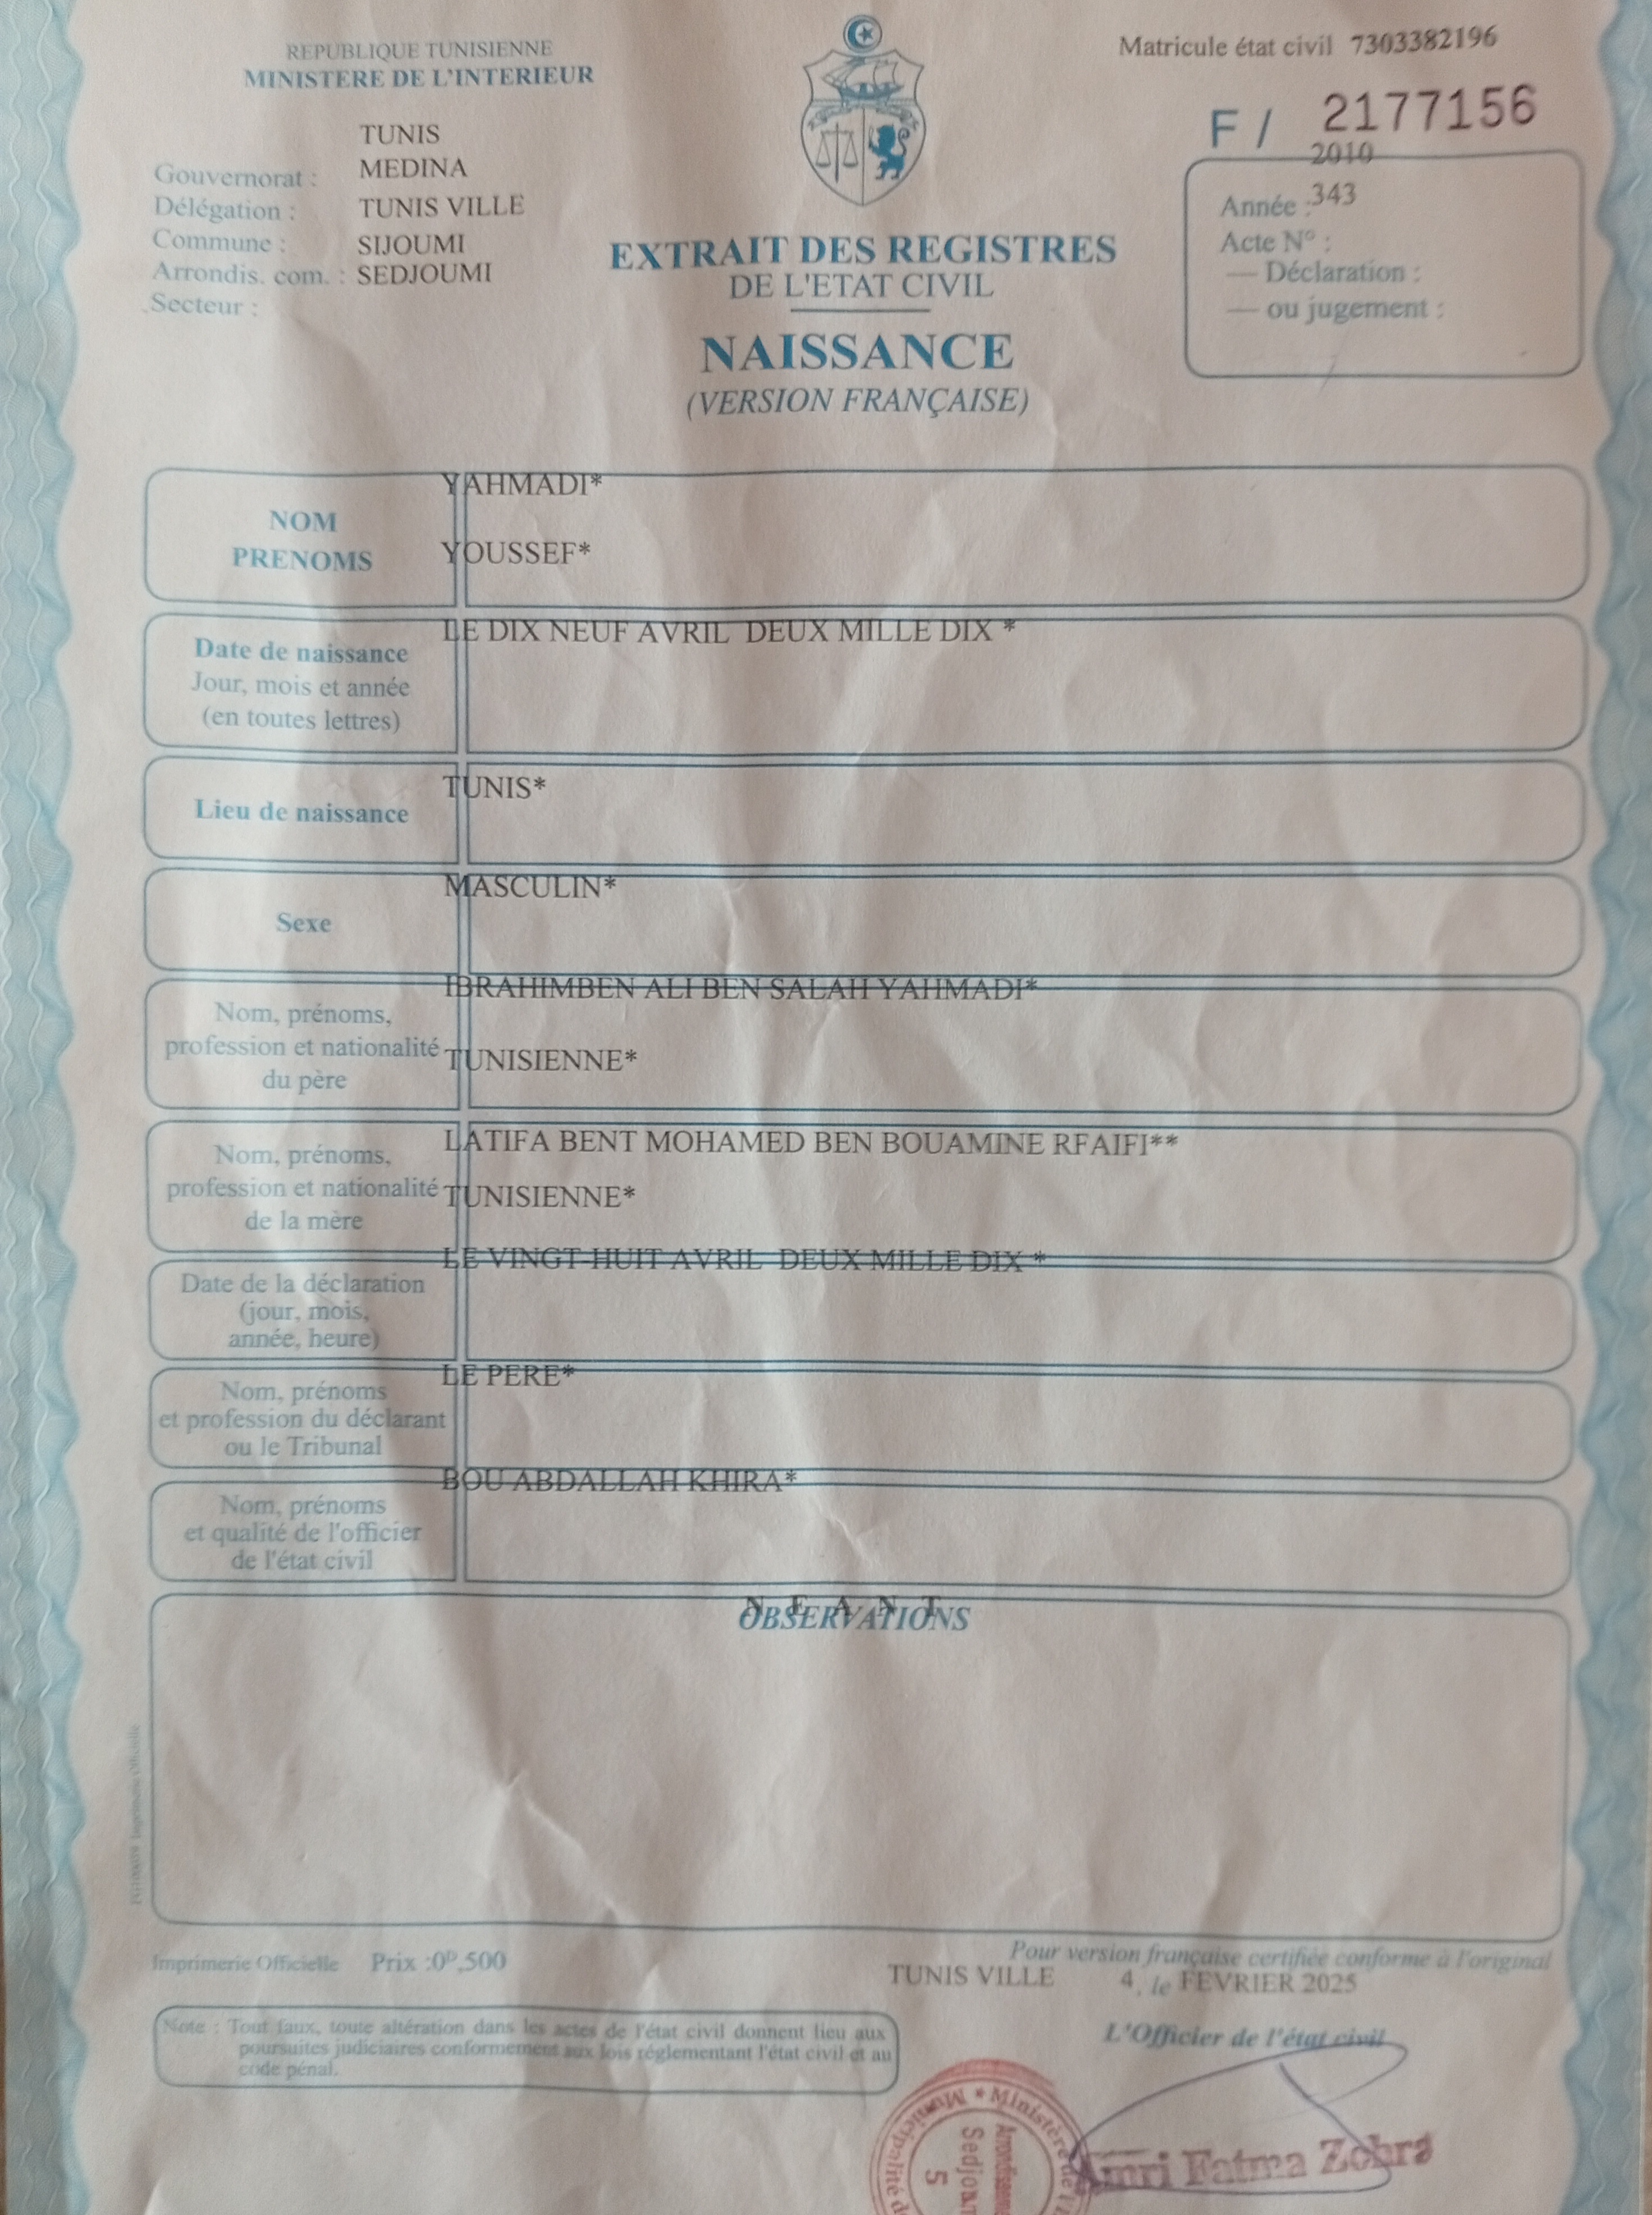 REPUBLIQUE TUNISIENNE
MINISTERE DE L'INTERIEUR
Matricule état civil 7303382196
F / 2177156
TUNIS
Gouvernorat : MEDINA
Délégation : TUNIS VILLE
Commune : SIJOUMI
Arrondis. com. : SEDJOUMI
Secteur :
2010
Année : 343
Acte N° :
— Déclaration :
— ou jugement :
EXTRAIT DES REGISTRES
DE L'ETAT CIVIL
NAISSANCE
(VERSION FRANÇAISE)
NOM
PRENOMS
YAHMADI*
YOUSSEF*
Date de naissance
Jour, mois et année
(en toutes lettres)
LE DIX NEUF AVRIL DEUX MILLE DIX *
Lieu de naissance
TUNIS*
Sexe
MASCULIN*
Nom, prénoms,
profession et nationalité
du père
IBRAHIMBEN ALI BEN SALAH YAHMADI*
TUNISIENNE*
Nom, prénoms,
profession et nationalité
de la mère
LATIFA BENT MOHAMED BEN BOUAMINE RFAIFI**
TUNISIENNE*
Date de la déclaration
(jour, mois,
année, heure)
LE VINGT HUIT AVRIL DEUX MILLE DIX *
Nom, prénoms
et profession du déclarant
ou le Tribunal
LE PERE*
Nom, prénoms
et qualité de l'officier
de l'état civil
BOU ABDALLAH KHIRA*
N E A N T
OBSERVATIONS
Imprimerie Officielle Prix :0ᴰ,500
Pour version française certifiée conforme à l'original
TUNIS VILLE 4, le FEVRIER 2025
Note : Tout faux, toute altération dans les actes de l'état civil donnent lieu aux
poursuites judiciaires conformement aux lois réglementant l'état civil et au
code pénal.
L'Officier de l'état civil
Amri Fatma Zohra
Municipalité
Ministère de
Sedjou
5